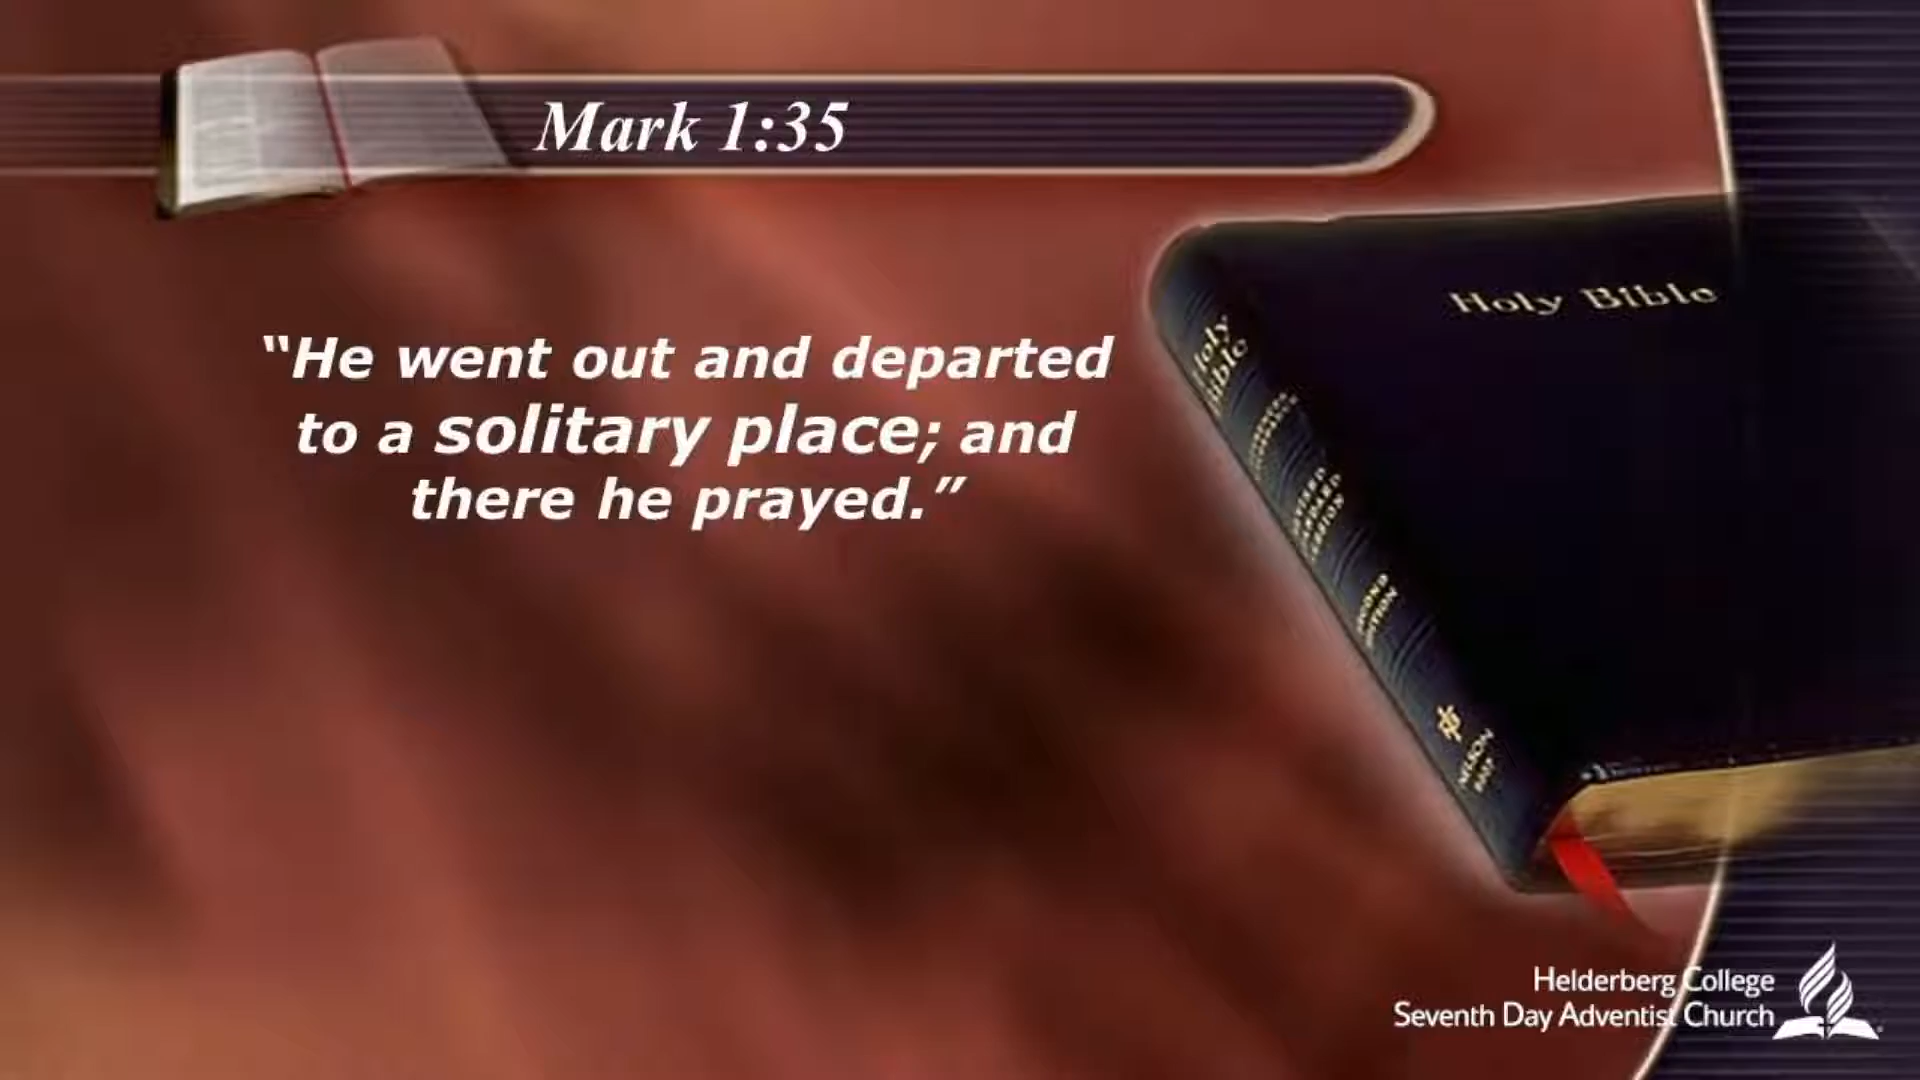 Mark 1:35
“He went out and departed
to a solitary place; and
there he prayed.”
Holy Bible
Holy
Bible
NELSON
Helderberg College
Seventh Day Adventist Church